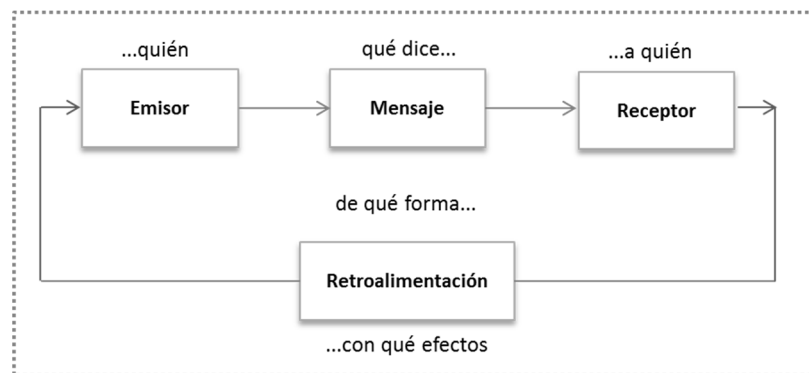 ...quién
qué dice...
...a quién
Emisor
Mensaje
Receptor
de qué forma...
Retroalimentación
...con qué efectos